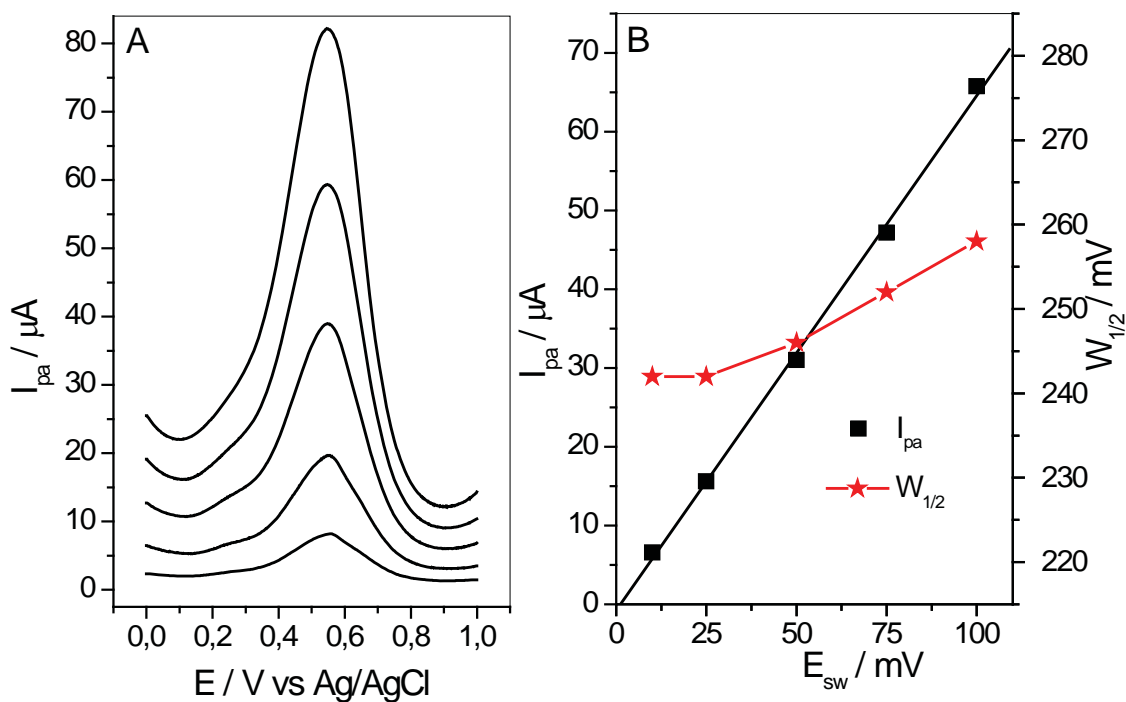 A
80
70
60
50
40
30
20
10
0
I_pa / μA
0,0 0,2 0,4 0,6 0,8 1,0
E / V vs Ag/AgCl
B
70
60
50
40
30
20
10
0
I_pa / μA
280
270
260
250
240
230
220
W_1/2 / mV
I_pa
W_1/2
0 25 50 75 100
E_sw / mV